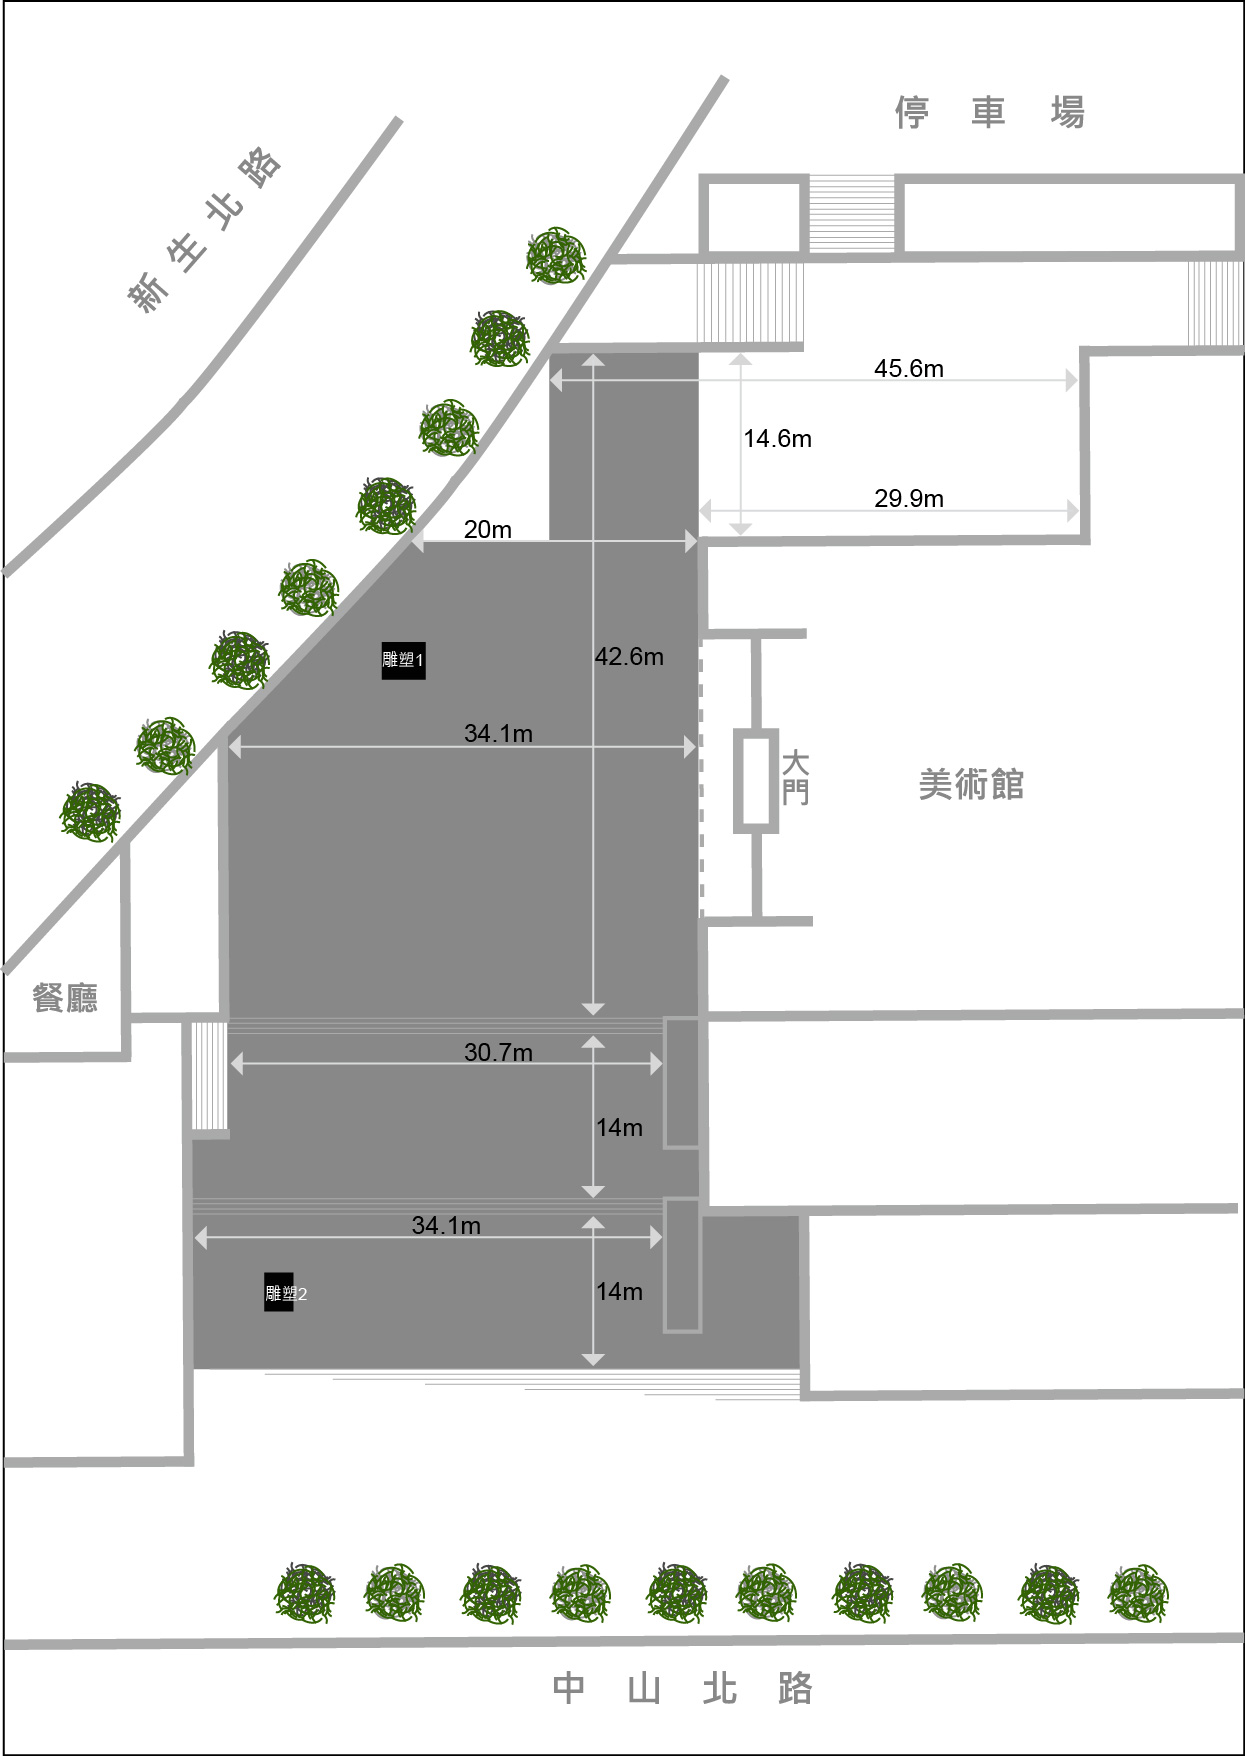 停車場
新生北路
45.6m
14.6m
29.9m
20m
雕塑1
42.6m
34.1m
大門
美術館
餐廳
30.7m
14m
34.1m
14m
雕塑2
中山北路